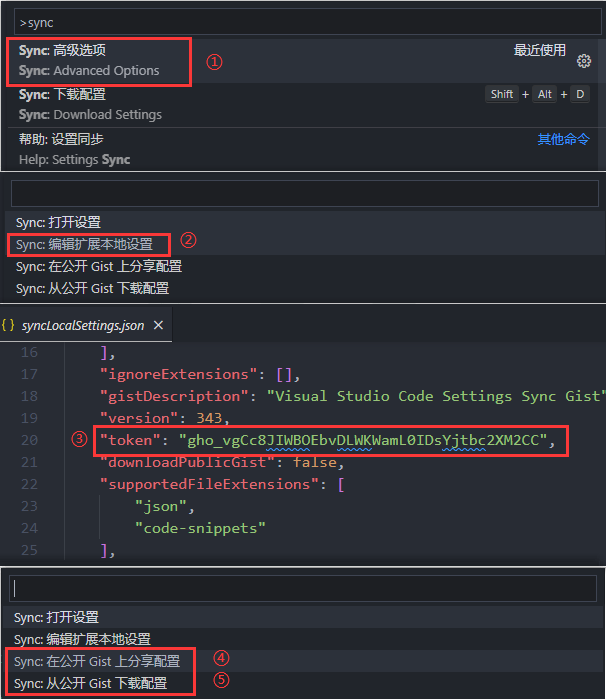 >sync
Sync: 高级选项 最近使用
①
Sync: Advanced Options
Sync: 下载配置 Shift + Alt + D
Sync: Download Settings
帮助: 设置同步 其他命令
Help: Settings Sync
Sync: 打开设置
Sync: 编辑扩展本地设置 ②
Sync: 在公开 Gist 上分享配置
Sync: 从公开 Gist 下载配置
{ } syncLocalSettings.json ×
16 ],
17 "ignoreExtensions": [],
18 "gistDescription": "Visual Studio Code Settings Sync Gist"
19 "version": 343,
③ 20 "token": "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",
21 "downloadPublicGist": false,
22 "supportedFileExtensions": [
23 "json",
24 "code-snippets"
25 ],
Sync: 打开设置
Sync: 编辑扩展本地设置
Sync: 在公开 Gist 上分享配置 ④
Sync: 从公开 Gist 下载配置 ⑤